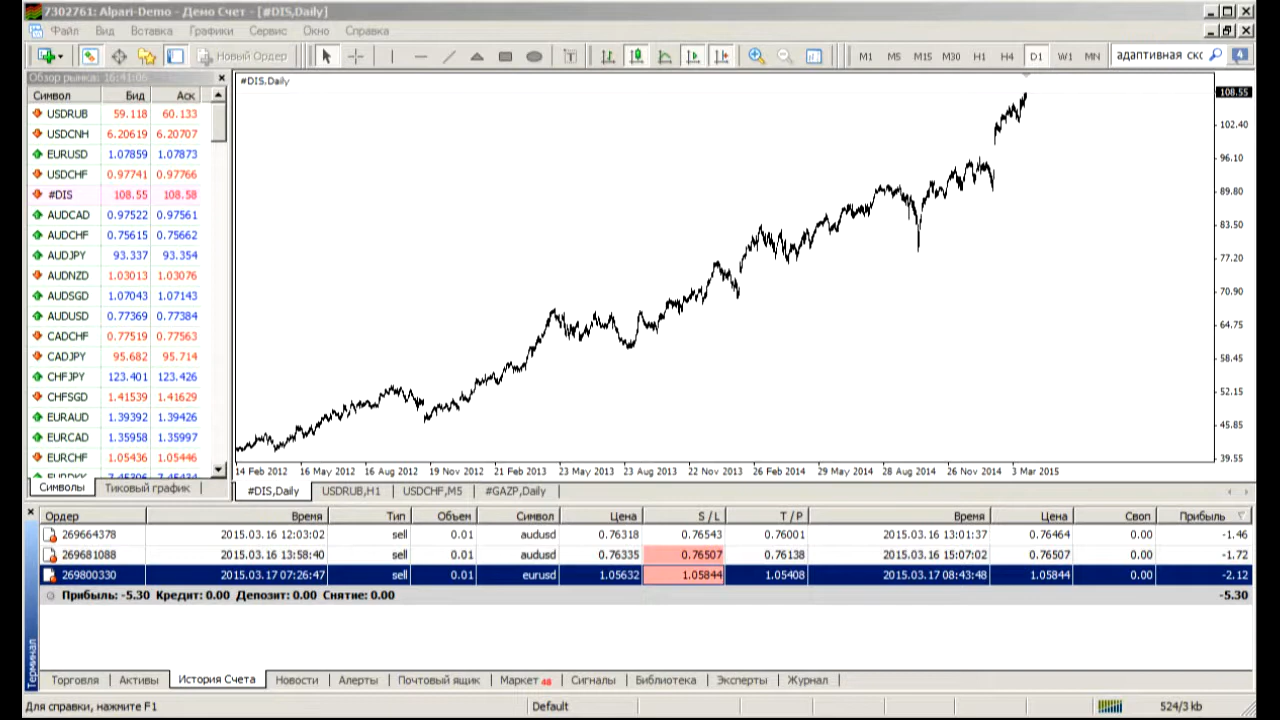 7302761: Alpari-Demo - Демо Счет - [#DIS,Daily]
Файл Вид Вставка Графики Сервис Окно Справка
Новый Ордер M1 M5 M15 M30 H1 H4 D1 W1 MN адаптивная скс 4
Обзор рынка: 16:41:06
Символ Бид Аск
USDRUB 59.118 60.133
USDCNH 6.20619 6.20707
EURUSD 1.07859 1.07873
USDCHF 0.97741 0.97766
#DIS 108.55 108.58
AUDCAD 0.97522 0.97561
AUDCHF 0.75615 0.75662
AUDJPY 93.337 93.354
AUDNZD 1.03013 1.03076
AUDSGD 1.07043 1.07143
AUDUSD 0.77369 0.77384
CADCHF 0.77519 0.77563
CADJPY 95.682 95.714
CHFJPY 123.401 123.426
CHFSGD 1.41539 1.41629
EURAUD 1.39392 1.39426
EURCAD 1.35958 1.35997
EURCHF 1.05436 1.05446
Символы Тиковый график
#DIS,Daily
108.55
102.40
96.10
89.80
83.50
77.20
70.90
64.75
58.45
52.15
45.85
39.55
14 Feb 2012 16 May 2012 16 Aug 2012 19 Nov 2012 21 Feb 2013 23 May 2013 23 Aug 2013 22 Nov 2013 26 Feb 2014 29 May 2014 28 Aug 2014 26 Nov 2014 3 Mar 2015
#DIS,Daily USDRUB,H1 USDCHF,M5 #GAZP,Daily
Ордер Время Тип Объем Символ Цена S / L T / P Время Цена Своп Прибыль
269664378 2015.03.16 12:03:02 sell 0.01 audusd 0.76318 0.76543 0.76001 2015.03.16 13:01:37 0.76464 0.00 -1.46
269681088 2015.03.16 13:58:40 sell 0.01 audusd 0.76335 0.76507 0.76138 2015.03.16 15:07:02 0.76507 0.00 -1.72
269800330 2015.03.17 07:26:47 sell 0.01 eurusd 1.05632 1.05844 1.05408 2015.03.17 08:43:48 1.05844 0.00 -2.12
Прибыль: -5.30 Кредит: 0.00 Депозит: 0.00 Снятие: 0.00 -5.30
Терминал
Торговля Активы История Счета Новости Алерты Почтовый ящик Маркет 48 Сигналы Библиотека Эксперты Журнал
Для справки, нажмите F1 Default 524/3 kb